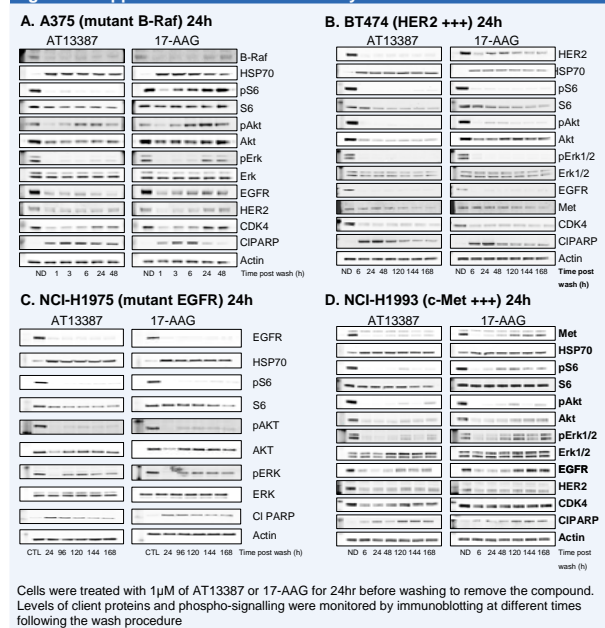 A. A375 (mutant B-Raf) 24h
AT13387 17-AAG
B-Raf
HSP70
pS6
S6
pAkt
Akt
pErk
Erk
EGFR
HER2
CDK4
ClPARP
Actin
ND 1 3 6 24 48 ND 1 3 6 24 48 Time post wash (h)
B. BT474 (HER2 +++) 24h
AT13387 17-AAG
HER2
HSP70
pS6
S6
pAkt
Akt
pErk1/2
Erk1/2
EGFR
Met
CDK4
ClPARP
Actin
ND 6 24 48 120 144 168 ND 6 24 48 120 144 168 Time post
wash (h)
C. NCI-H1975 (mutant EGFR) 24h
AT13387 17-AAG
EGFR
HSP70
pS6
S6
pAKT
AKT
pERK
ERK
Cl PARP
Actin
CTL 24 96 120 144 168 CTL 24 96 120 144 168 Time post wash (h)
D. NCI-H1993 (c-Met +++) 24h
AT13387 17-AAG
Met
HSP70
pS6
S6
pAkt
Akt
pErk1/2
Erk1/2
EGFR
HER2
CDK4
ClPARP
Actin
ND 6 24 48 120 144 168 ND 6 24 48 120 144 168 Time post
wash (h)
Cells were treated with 1µM of AT13387 or 17-AAG for 24hr before washing to remove the compound.
Levels of client proteins and phospho-signalling were monitored by immunoblotting at different times
following the wash procedure